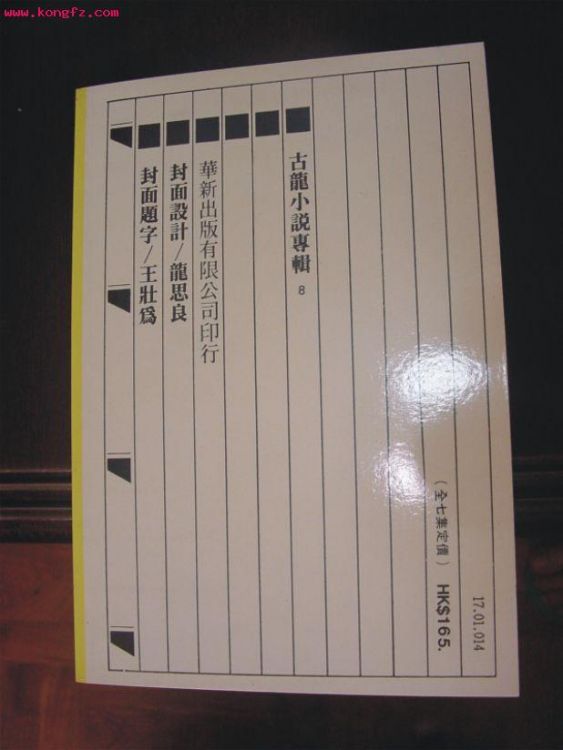 www.kongfz.com
17.01.014
（全七集定價） HK$165.
古龍小説專輯 8
華新出版有限公司印行
封面設計/龍思良
封面題字/王壯爲